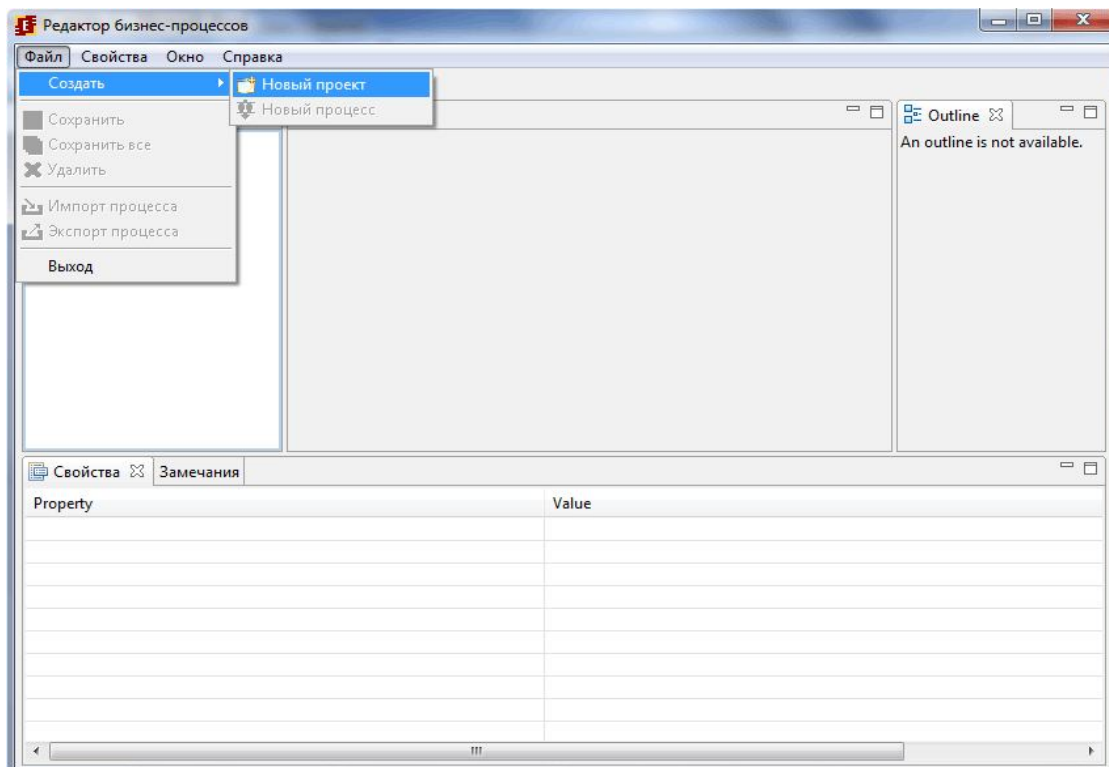 Редактор бизнес-процессов
Файл Свойства Окно Справка
Создать
Новый проект
Новый процесс
Сохранить
Сохранить все
Удалить
Импорт процесса
Экспорт процесса
Выход
Outline
An outline is not available.
Свойства Замечания
Property Value